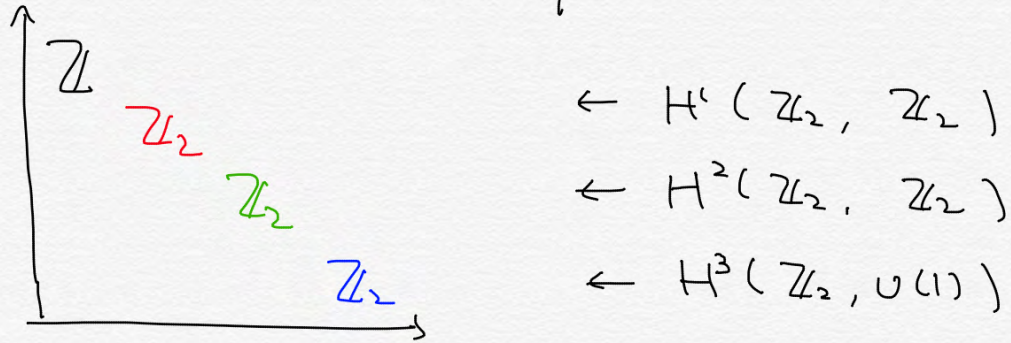 ℤ
ℤ₂ ← H¹ ( ℤ₂ , ℤ₂ )
ℤ₂ ← H² ( ℤ₂ , ℤ₂ )
ℤ₂ ← H³ ( ℤ₂ , U(1) )